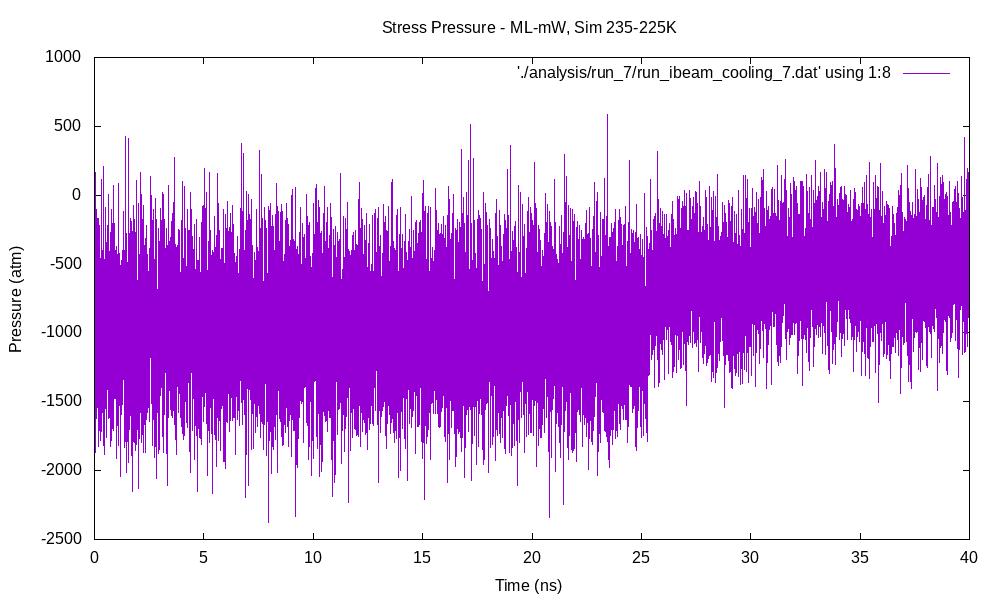 Stress Pressure - ML-mW, Sim 235-225K
'./analysis/run_7/run_ibeam_cooling_7.dat' using 1:8
1000
500
0
-500
-1000
-1500
-2000
-2500
Pressure (atm)
0 5 10 15 20 25 30 35 40
Time (ns)